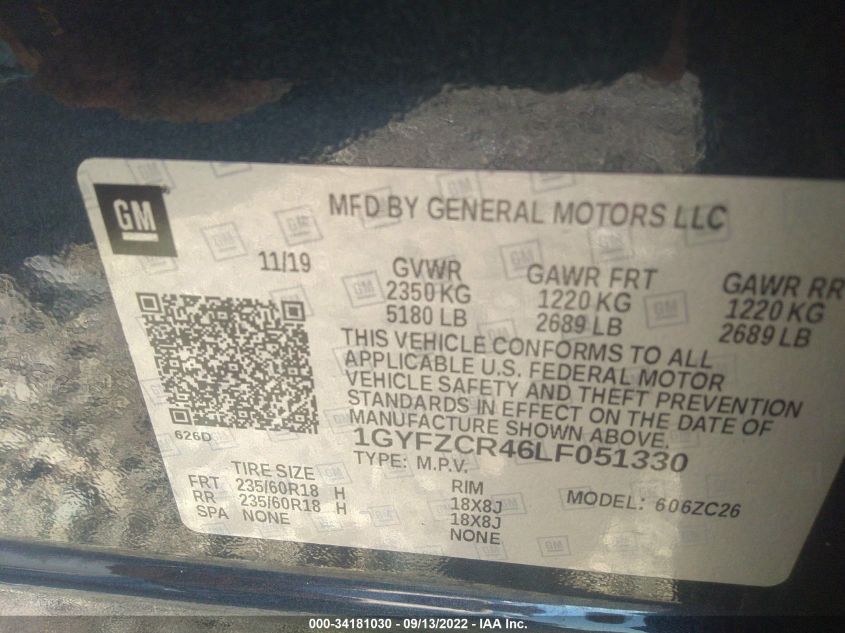 GM
MFD BY GENERAL MOTORS LLC
11/19
GVWR
2350 KG
5180 LB
GAWR FRT
1220 KG
2689 LB
GAWR RR
1220 KG
2689 LB
THIS VEHICLE CONFORMS TO ALL
APPLICABLE U.S. FEDERAL MOTOR
VEHICLE SAFETY AND THEFT PREVENTION
STANDARDS IN EFFECT ON THE DATE OF
MANUFACTURE SHOWN ABOVE.
626D
1GYFZCR46LF051330
TYPE: M.P.V.
TIRE SIZE
FRT 235/60R18 H
RR 235/60R18 H
SPA NONE
RIM
18X8J
18X8J
NONE
MODEL: 606ZC26
000-34181030 - 09/13/2022 - IAA Inc.